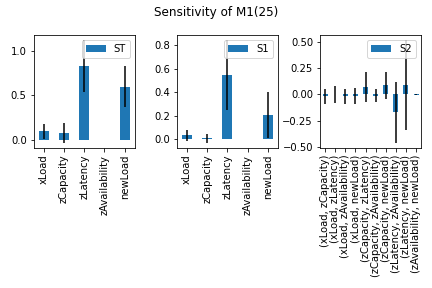 Sensitivity of M1(25)
ST
1.0
0.5
0.0
xLoad
zCapacity
zLatency
zAvailability
newLoad
S1
0.8
0.6
0.4
0.2
0.0
xLoad
zCapacity
zLatency
zAvailability
newLoad
S2
0.50
0.25
0.00
−0.25
−0.50
(xLoad, zCapacity)
(xLoad, zLatency)
(xLoad, zAvailability)
(xLoad, newLoad)
(zCapacity, zLatency)
(zCapacity, zAvailability)
(zCapacity, newLoad)
(zLatency, zAvailability)
(zLatency, newLoad)
(zAvailability, newLoad)